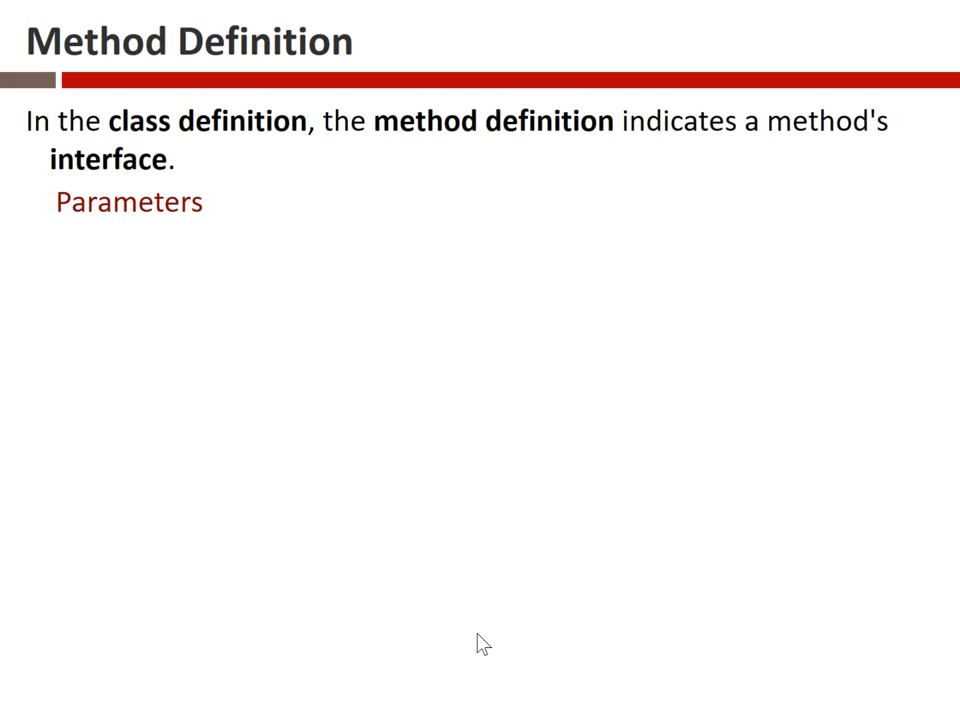 Method Definition
In the class definition, the method definition indicates a method's
interface.
Parameters